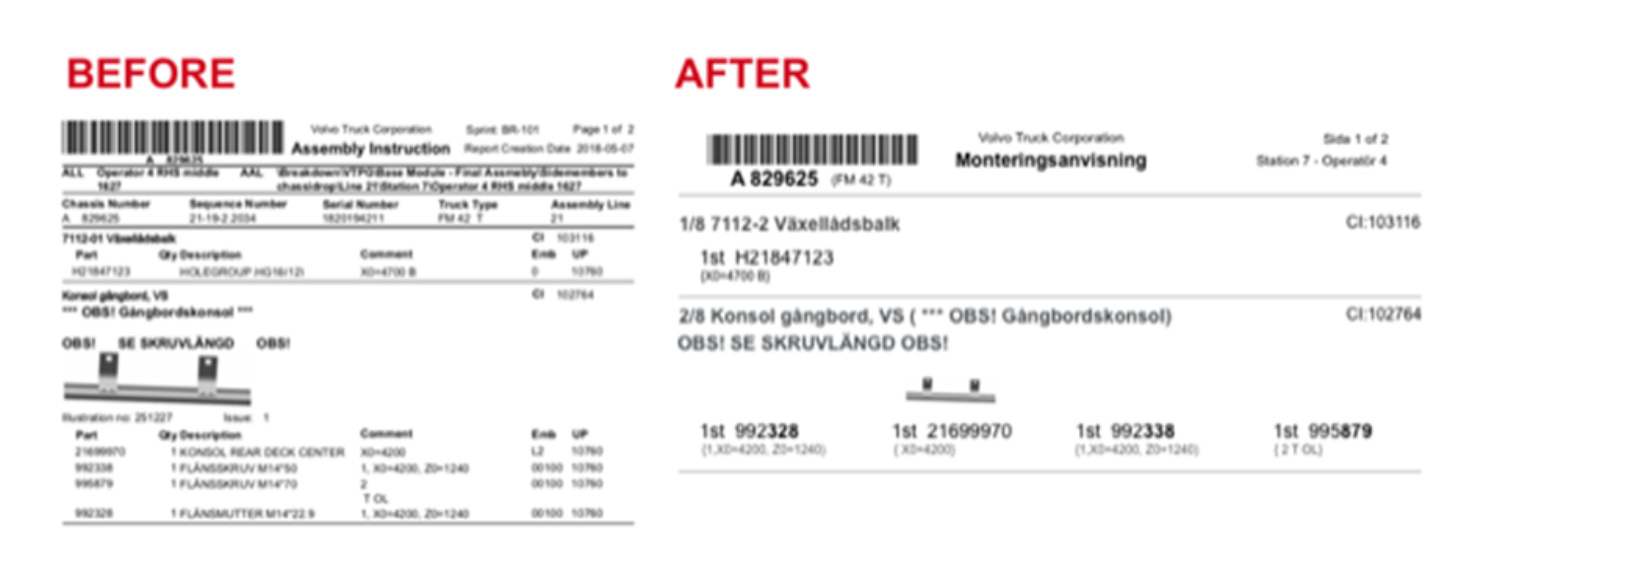 BEFORE
Volvo Truck Corporation Sprint: BR-101 Page 1 of 2
Assembly Instruction Report Creation Date 2018-05-07
A 829625
ALL Operator 4 RHS middle 1627 AAL \Breakdown\VTPG\Base Module - Final Assmebly\Sidemembers to
chassidrop\Line 21\Station 7\Operator 4 RHS middle 1627
Chassis Number Sequence Number Serial Number Truck Type Assembly Line
A 829625 21-19-2 2034 1820194211 FM 42 T 21
7112-01 Växellådsbalk CI 103116
Part Qty Description Comment Emb UP
H21847123 HOLEGROUP.HG16/12) X0=4700 B 0 10760
Konsol gångbord, VS CI 102764
*** OBS! Gångbordskonsol ***
OBS! SE SKRUVLÄNGD OBS!
Illustration no: 251227 Issue: 1
Part Qty Description Comment Emb UP
21699970 1 KONSOL REAR DECK CENTER X0=4200 L2 10760
992338 1 FLÄNSSKRUV M14*50 1, X0=4200, Z0=1240 00100 10760
995879 1 FLÄNSSKRUV M14*70 2 00100 10760
T OL
992328 1 FLÄNSMUTTER M14*22.9 1, X0=4200, Z0=1240 00100 10760
AFTER
Volvo Truck Corporation Sida 1 of 2
Monteringsanvisning Station 7 - Operatör 4
A 829625 (FM 42 T)
1/8 7112-2 Växellådsbalk CI:103116
1st H21847123
(X0=4700 B)
2/8 Konsol gångbord, VS ( *** OBS! Gångbordskonsol) CI:102764
OBS! SE SKRUVLÄNGD OBS!
1st 992328 1st 21699970 1st 992338 1st 995879
(1,X0=4200, Z0=1240) ( X0=4200) (1,X0=4200, Z0=1240) ( 2 T OL)